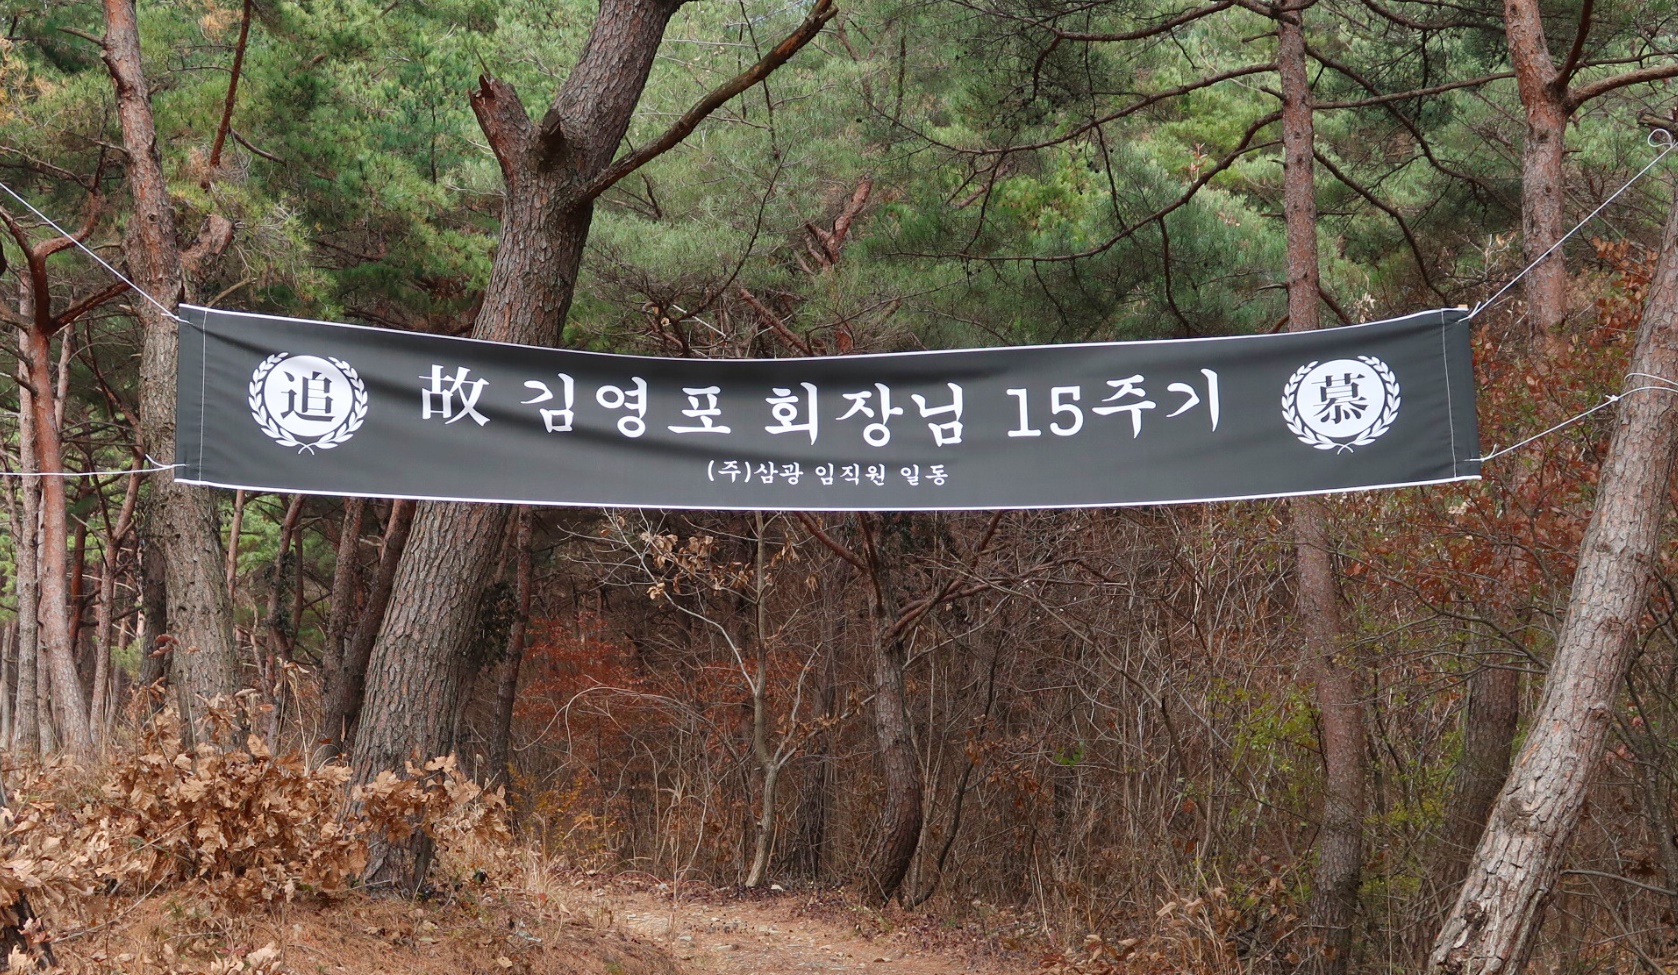 追 故 김영포 회장님 15주기 慕
(주)삼광 임직원 일동